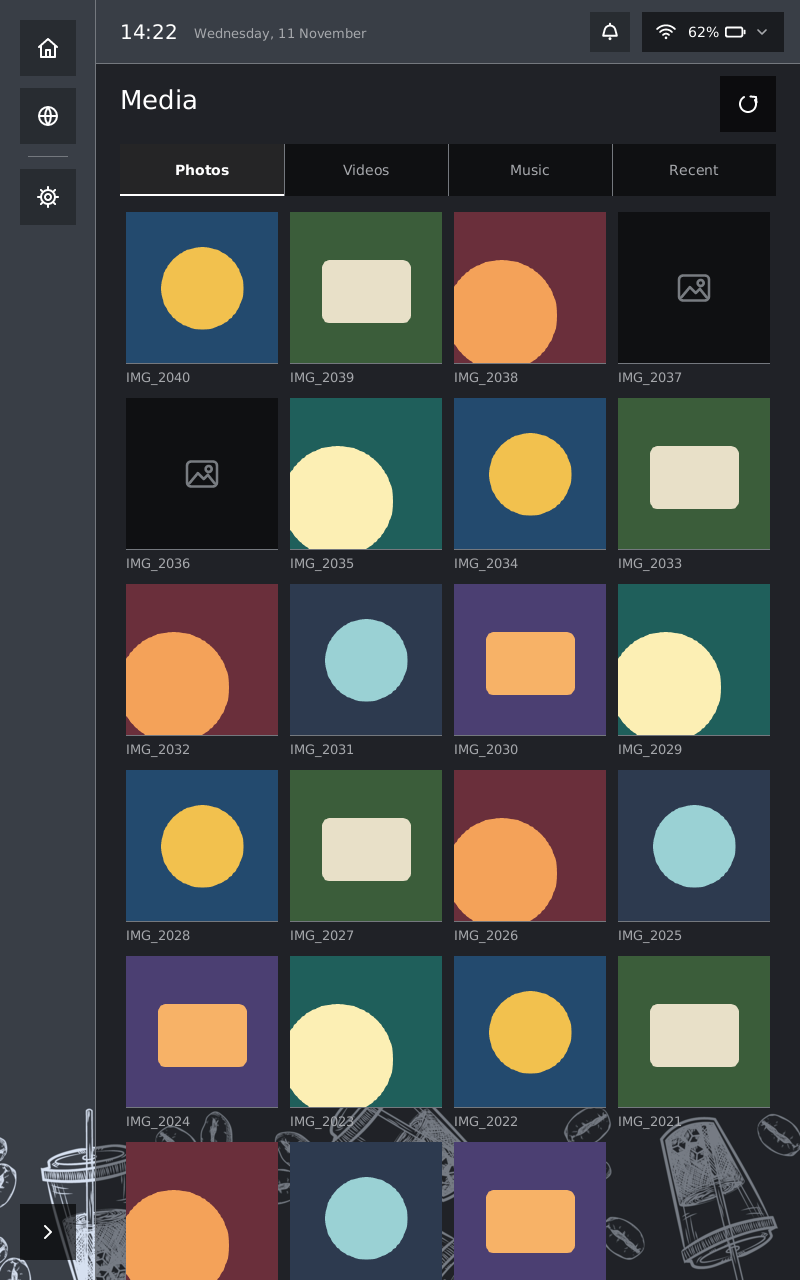 14:22 Wednesday, 11 November 62%
Media
Photos Videos Music Recent
IMG_2040 IMG_2039 IMG_2038 IMG_2037
IMG_2036 IMG_2035 IMG_2034 IMG_2033
IMG_2032 IMG_2031 IMG_2030 IMG_2029
IMG_2028 IMG_2027 IMG_2026 IMG_2025
IMG_2024 IMG_2023 IMG_2022 IMG_2021